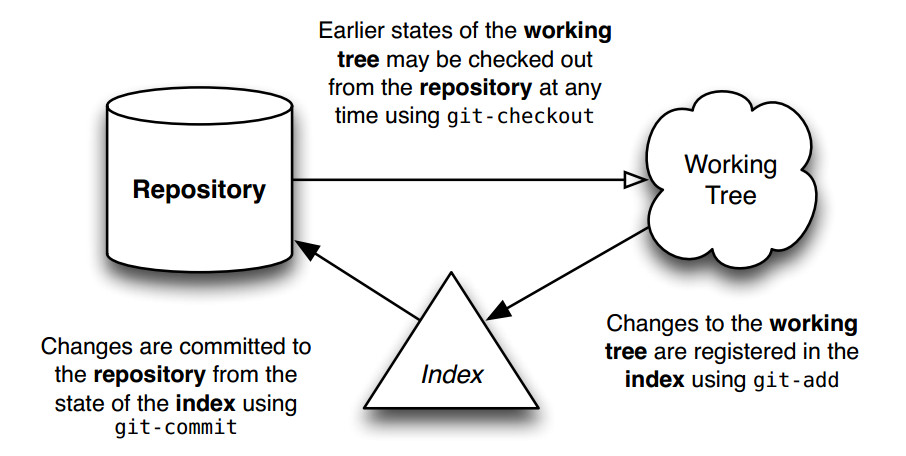 Earlier states of the working
tree may be checked out
from the repository at any
time using git-checkout
Repository
Working
Tree
Index
Changes are committed to
the repository from the
state of the index using
git-commit
Changes to the working
tree are registered in the
index using git-add